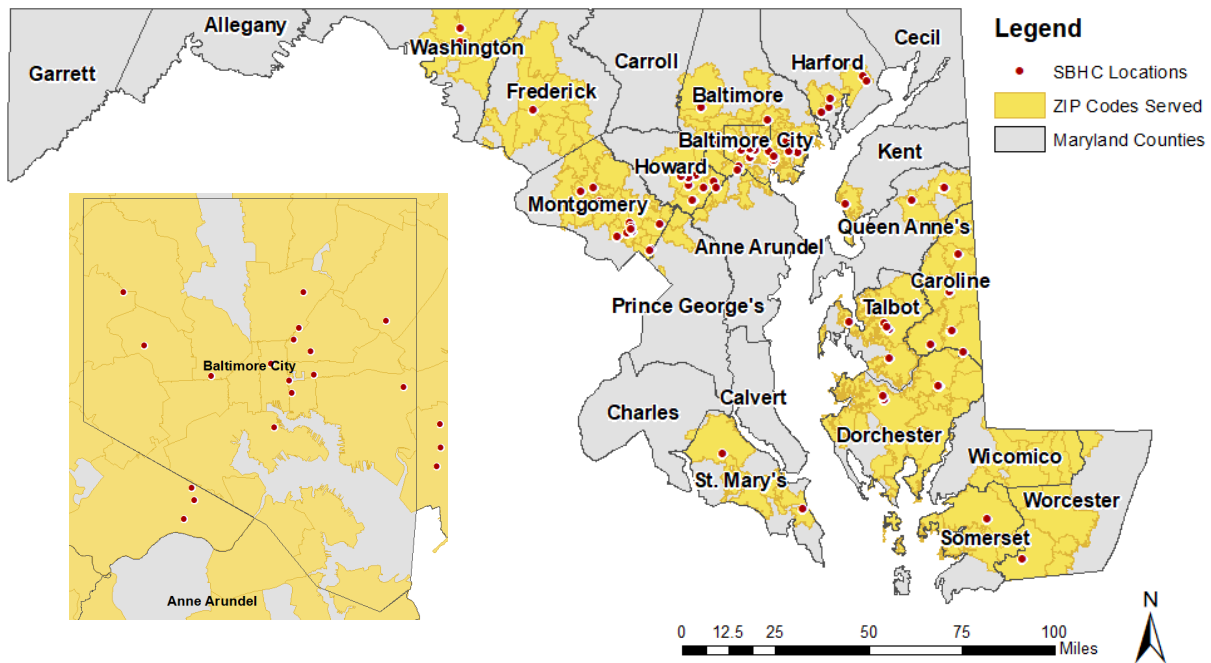 Allegany
Garrett
Washington
Frederick
Carroll
Baltimore
Harford
Cecil
Baltimore City
Howard
Montgomery
Kent
Queen Anne's
Anne Arundel
Caroline
Prince George's
Talbot
Charles
Calvert
Dorchester
St. Mary's
Wicomico
Worcester
Somerset
Legend
SBHC Locations
ZIP Codes Served
Maryland Counties
Baltimore City
Anne Arundel
N
0 12.5 25 50 75 100
Miles